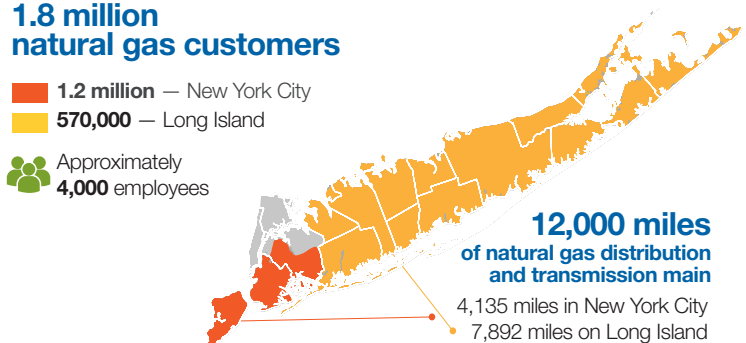 1.8 million
natural gas customers
1.2 million — New York City
570,000 — Long Island
Approximately
4,000 employees
12,000 miles
of natural gas distribution
and transmission main
4,135 miles in New York City
7,892 miles on Long Island